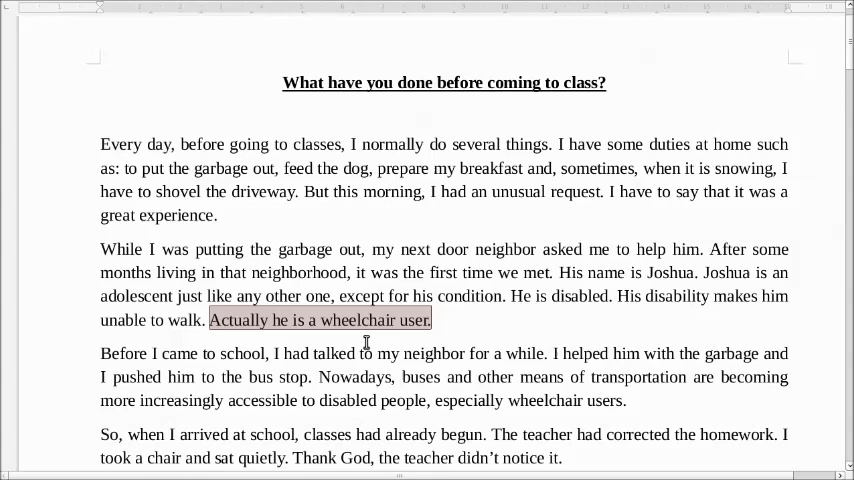 What have you done before coming to class?
Every day, before going to classes, I normally do several things. I have some duties at home such
as: to put the garbage out, feed the dog, prepare my breakfast and, sometimes, when it is snowing, I
have to shovel the driveway. But this morning, I had an unusual request. I have to say that it was a
great experience.
While I was putting the garbage out, my next door neighbor asked me to help him. After some
months living in that neighborhood, it was the first time we met. His name is Joshua. Joshua is an
adolescent just like any other one, except for his condition. He is disabled. His disability makes him
unable to walk. Actually he is a wheelchair user.
Before I came to school, I had talked to my neighbor for a while. I helped him with the garbage and
I pushed him to the bus stop. Nowadays, buses and other means of transportation are becoming
more increasingly accessible to disabled people, especially wheelchair users.
So, when I arrived at school, classes had already begun. The teacher had corrected the homework. I
took a chair and sat quietly. Thank God, the teacher didn’t notice it.